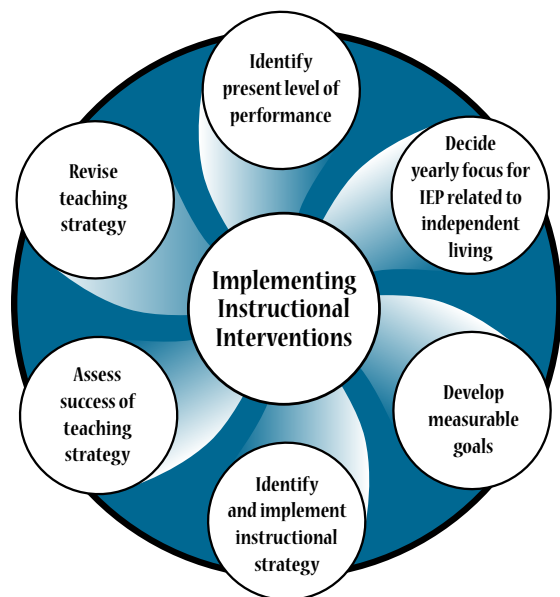 Identify
present level of
performance
Decide
yearly focus for
IEP related to
independent
living
Develop
measurable
goals
Identify
and implement
instructional
strategy
Assess
success of
teaching
strategy
Revise
teaching
strategy
Implementing
Instructional
Interventions